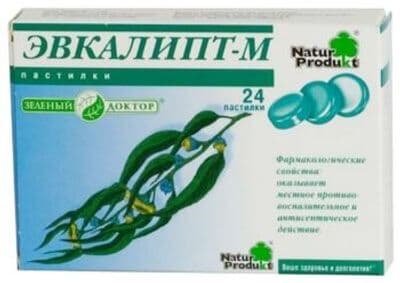 ЭВКАЛИПТ-М
пастилки
ЗЕЛЕНЫЙ ДОКТОР®
24
пастилки
Natur
Produkt
Фармакологические
свойства:
оказывает
местное противо-
воспалительное и
антисептическое
действие.
Natur
Produkt
Ваше здоровье и долголетие!